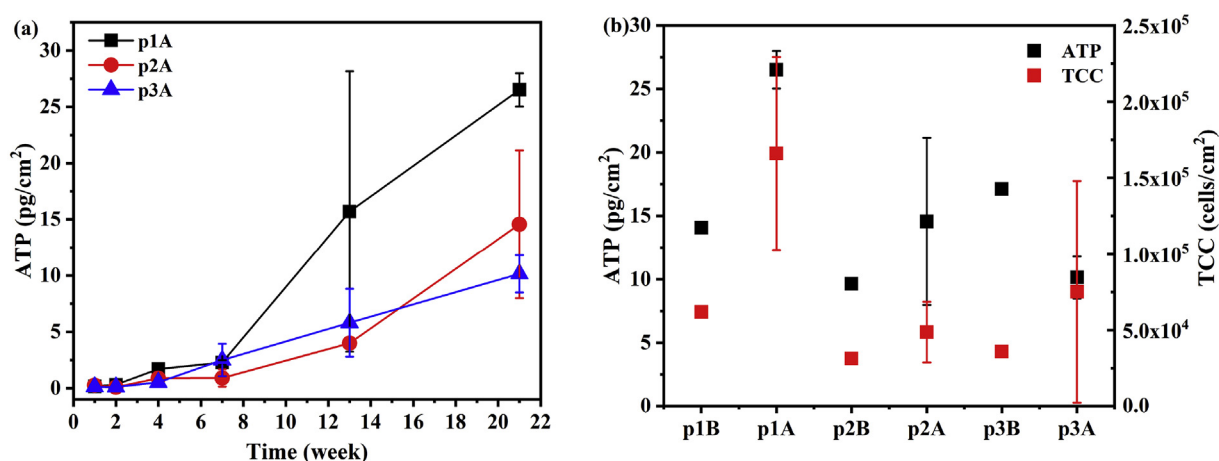 (a)
p1A
p2A
p3A
30
25
20
15
10
5
0
ATP (pg/cm²)
0 2 4 6 8 10 12 14 16 18 20 22
Time (week)
(b)
ATP
TCC
30
25
20
15
10
5
0
ATP (pg/cm²)
p1B p1A p2B p2A p3B p3A
2.5x10⁵
2.0x10⁵
1.5x10⁵
1.0x10⁵
5.0x10⁴
0.0
TCC (cells/cm²)